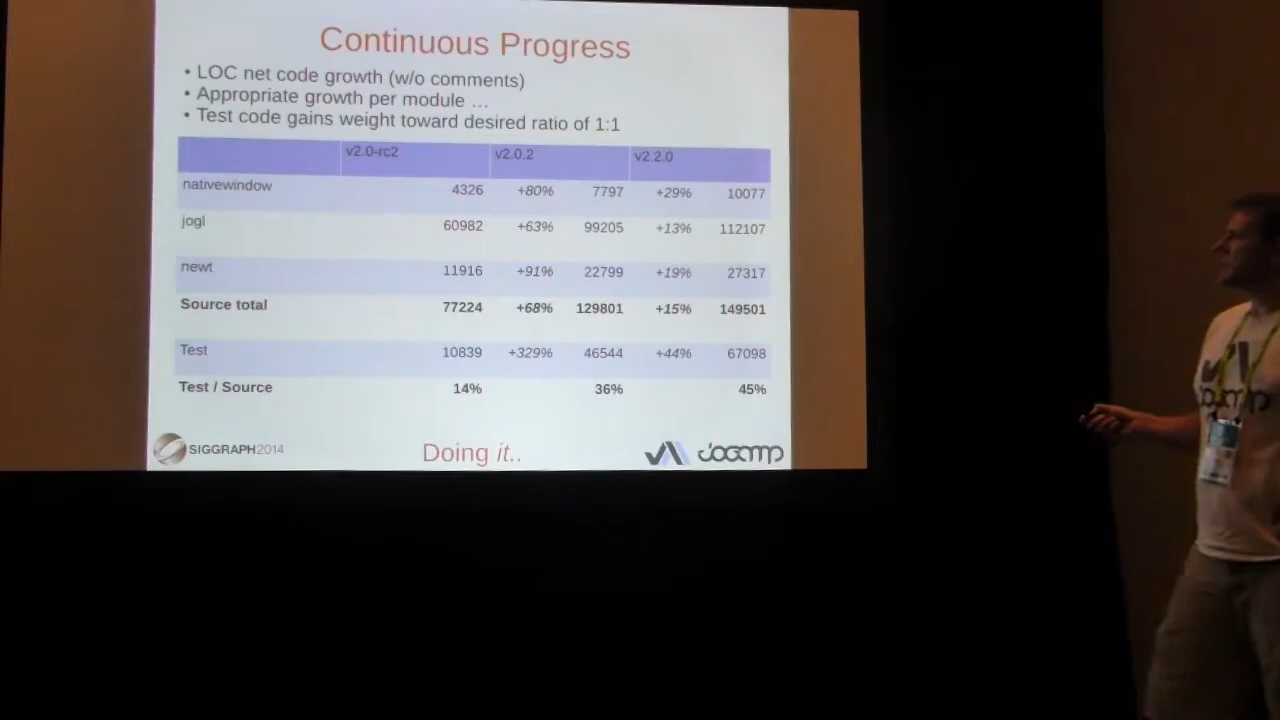 Continuous Progress
• LOC net code growth (w/o comments)
• Appropriate growth per module ...
• Test code gains weight toward desired ratio of 1:1
v2.0-rc2 v2.0.2 v2.2.0
nativewindow 4326 +80% 7797 +29% 10077
jogl 60982 +63% 99205 +13% 112107
newt 11916 +91% 22799 +19% 27317
Source total 77224 +68% 129801 +15% 149501
Test 10839 +329% 46544 +44% 67098
Test / Source 14% 36% 45%
SIGGRAPH2014 Doing it.. JogAmp